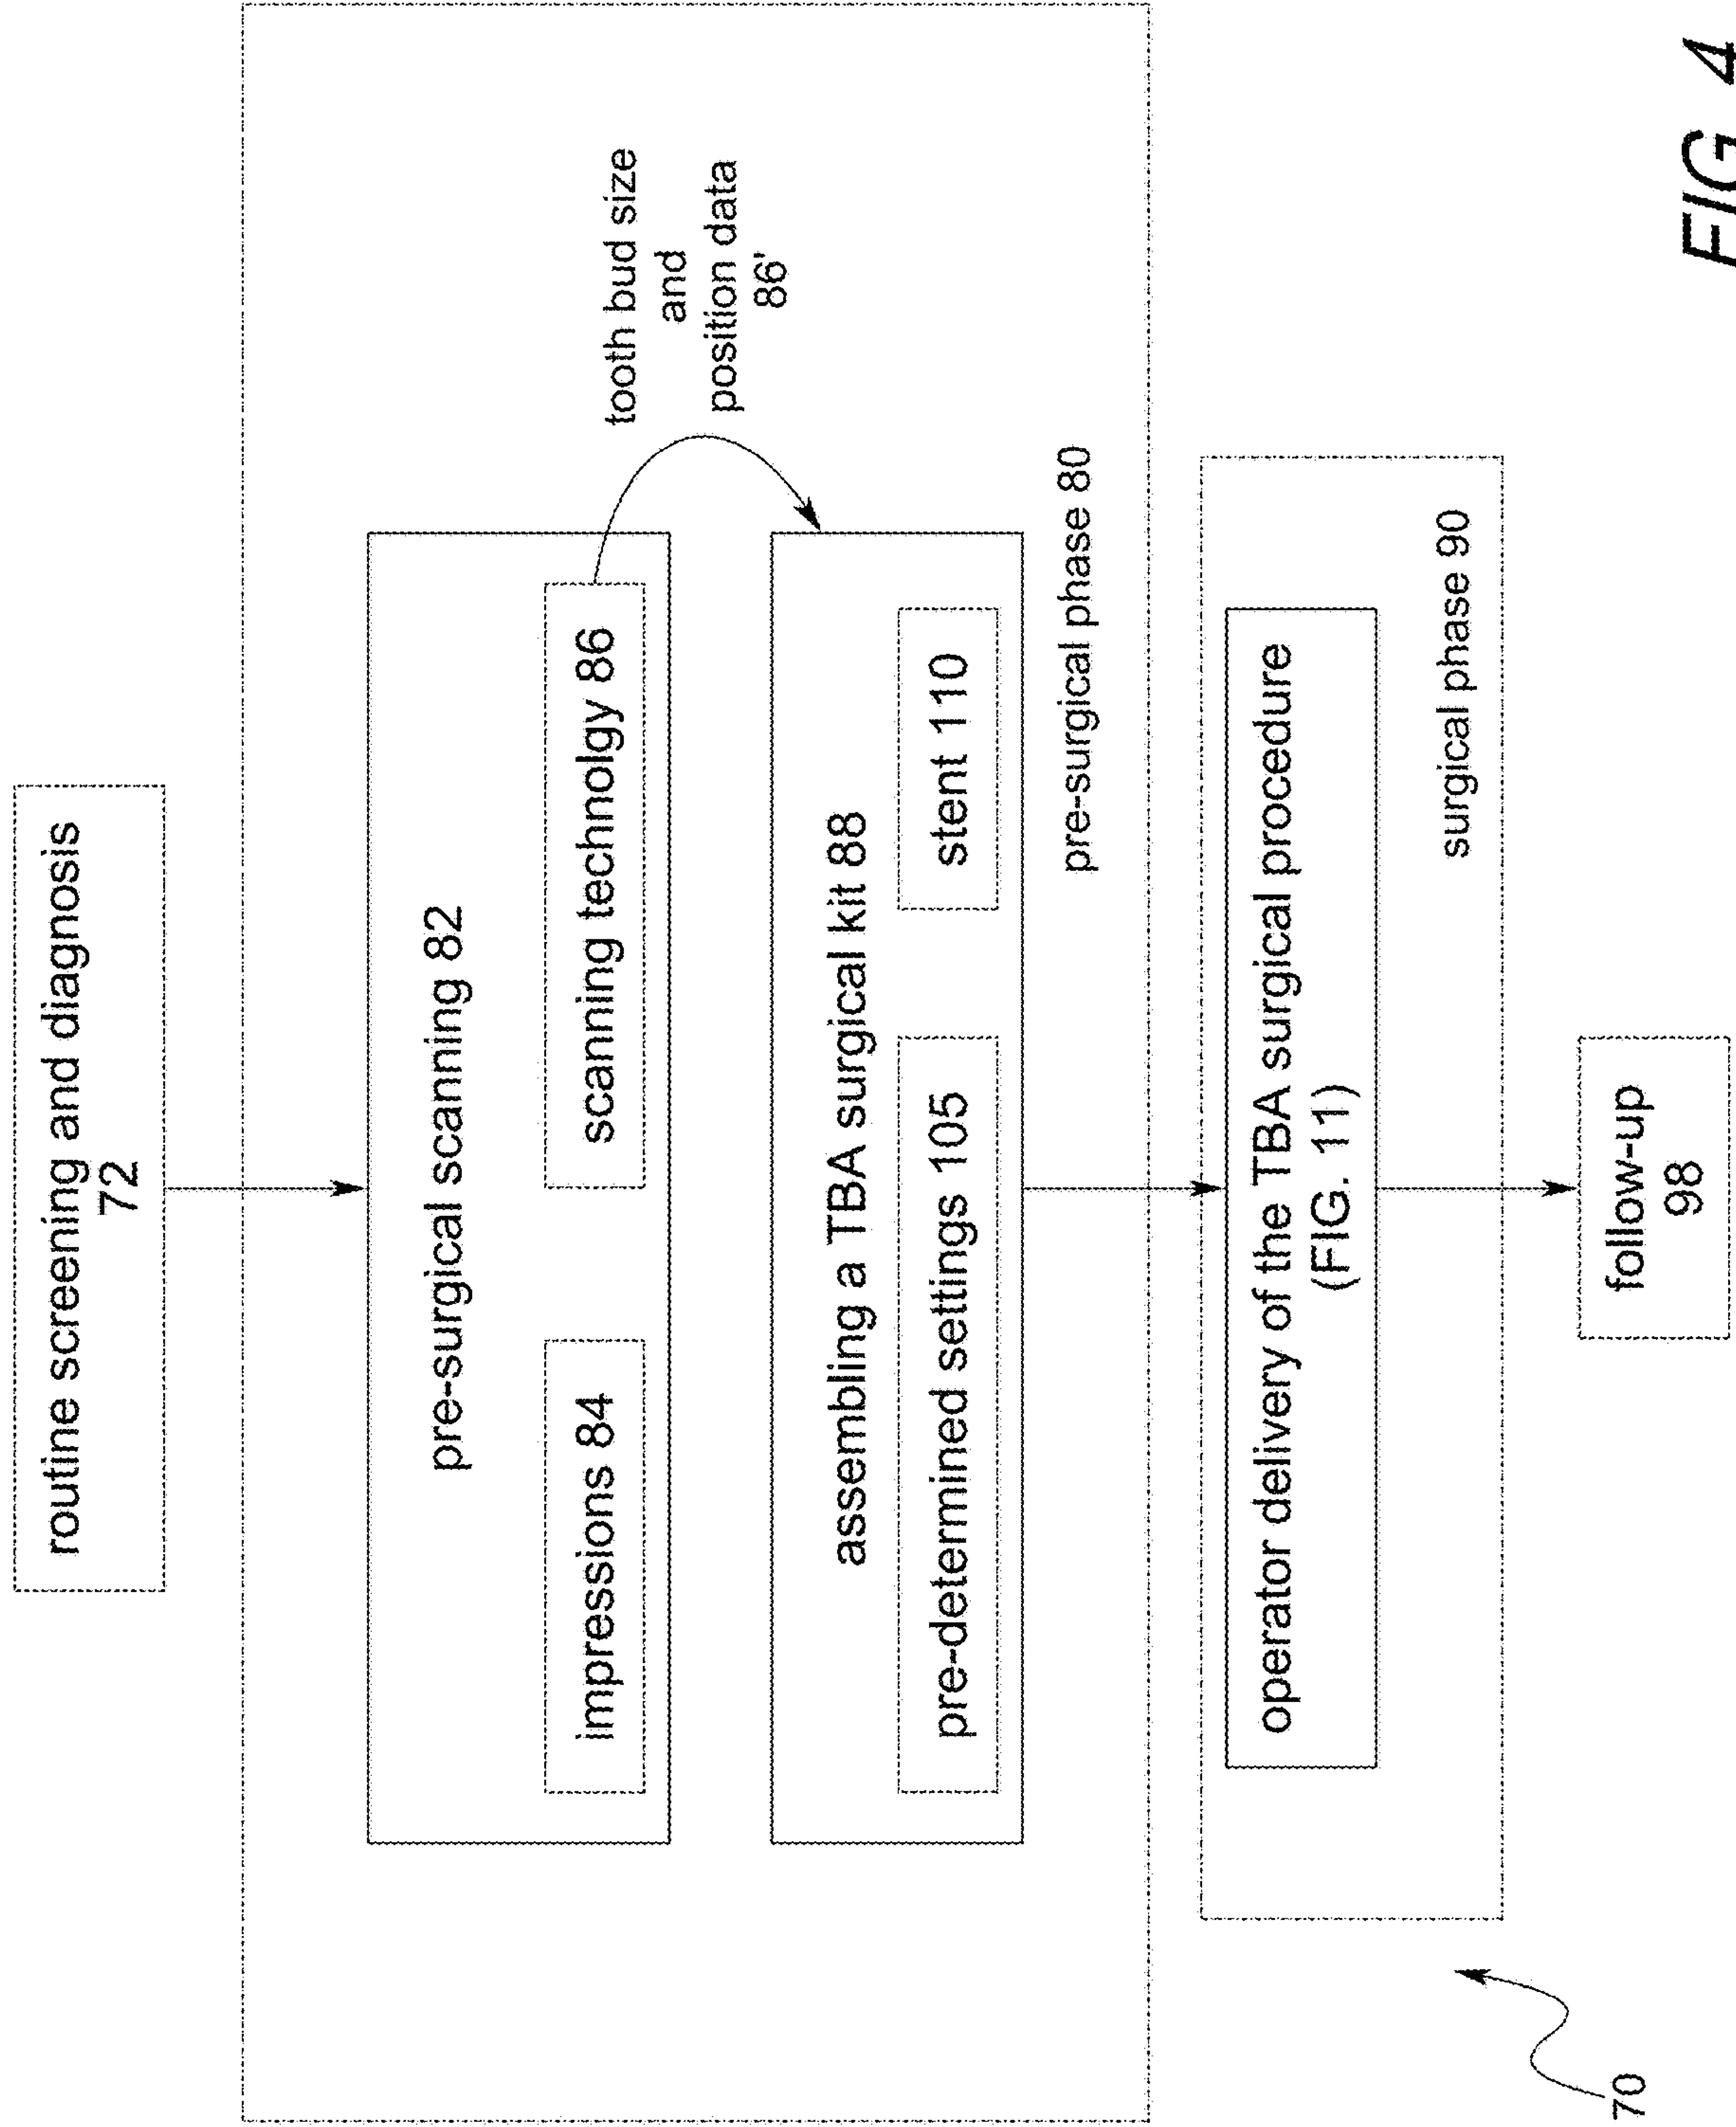 routine screening and diagnosis
72
pre-surgical scanning 82
impressions 84
scanning technolgy 86
tooth bud size
and
position data
86'
assembling a TBA surgical kit 88
pre-determined settings 105
stent 110
pre-surgical phase 80
operator delivery of the TBA surgical procedure
(FIG. 11)
surgical phase 90
follow-up
98
70
FIG 4